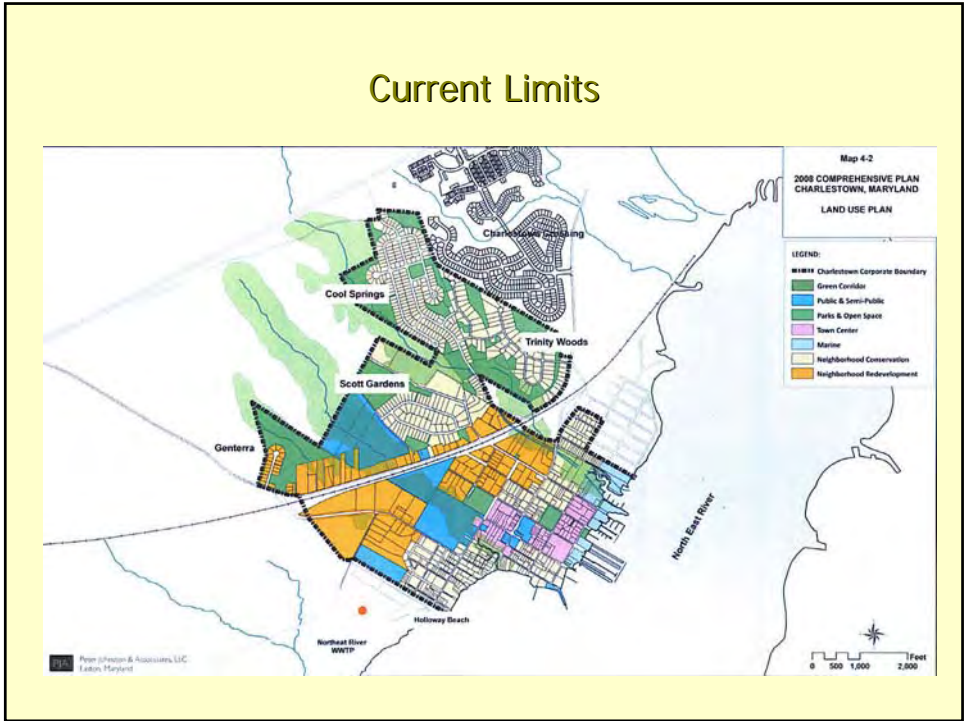 Current Limits
Map 4-2
2008 COMPREHENSIVE PLAN
CHARLESTOWN, MARYLAND
LAND USE PLAN
LEGEND:
Charlestown Corporate Boundary
Green Corridor
Public & Semi-Public
Parks & Open Space
Town Center
Marine
Neighborhood Conservation
Neighborhood Redevelopment
Charlestown Crossing
Cool Springs
Trinity Woods
Scott Gardens
Genterra
North East River
Holloway Beach
Northeat River
WWTP
PJA Peter Johnston & Associates, LLC
Easton, Maryland
Feet
0 500 1,000 2,000